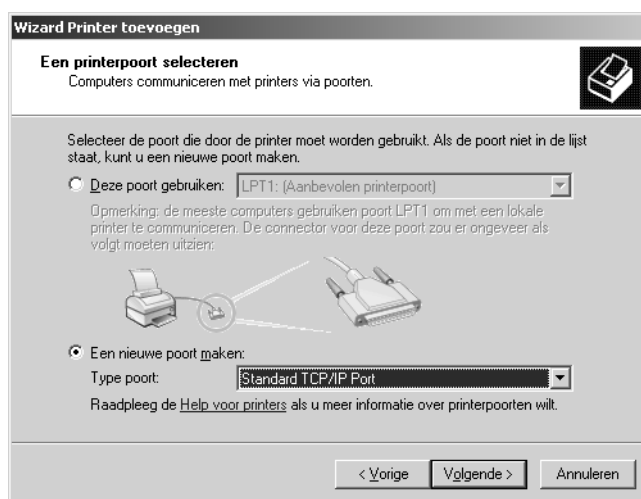 Wizard Printer toevoegen
Een printerpoort selecteren
Computers communiceren met printers via poorten.
Selecteer de poort die door de printer moet worden gebruikt. Als de poort niet in de lijst
staat, kunt u een nieuwe poort maken.
Deze poort gebruiken: LPT1: (Aanbevolen printerpoort)
Opmerking: de meeste computers gebruiken poort LPT1 om met een lokale
printer te communiceren. De connector voor deze poort zou er ongeveer als
volgt moeten uitzien:
Een nieuwe poort maken:
Type poort: Standard TCP/IP Port
Raadpleeg de Help voor printers als u meer informatie over printerpoorten wilt.
< Vorige Volgende > Annuleren